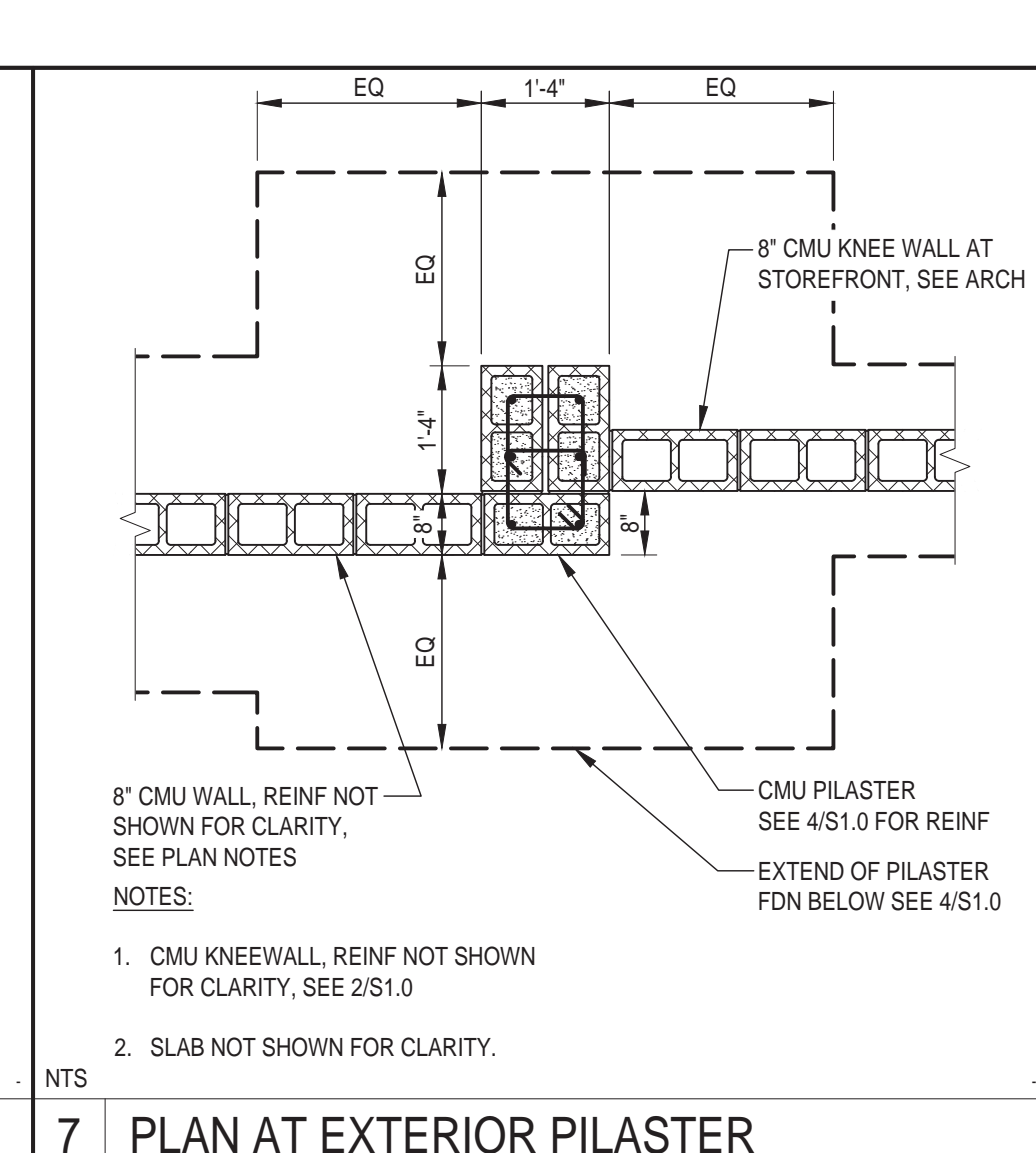 EQ
1'-4"
EQ
EQ
8" CMU KNEE WALL AT
STOREFRONT, SEE ARCH
1'-4"
8"
8"
EQ
8" CMU WALL, REINF NOT
SHOWN FOR CLARITY,
SEE PLAN NOTES
CMU PILASTER
SEE 4/S1.0 FOR REINF
EXTEND OF PILASTER
FDN BELOW SEE 4/S1.0
NOTES:
1. CMU KNEEWALL, REINF NOT SHOWN
FOR CLARITY, SEE 2/S1.0
2. SLAB NOT SHOWN FOR CLARITY.
- NTS -
7 PLAN AT EXTERIOR PILASTER